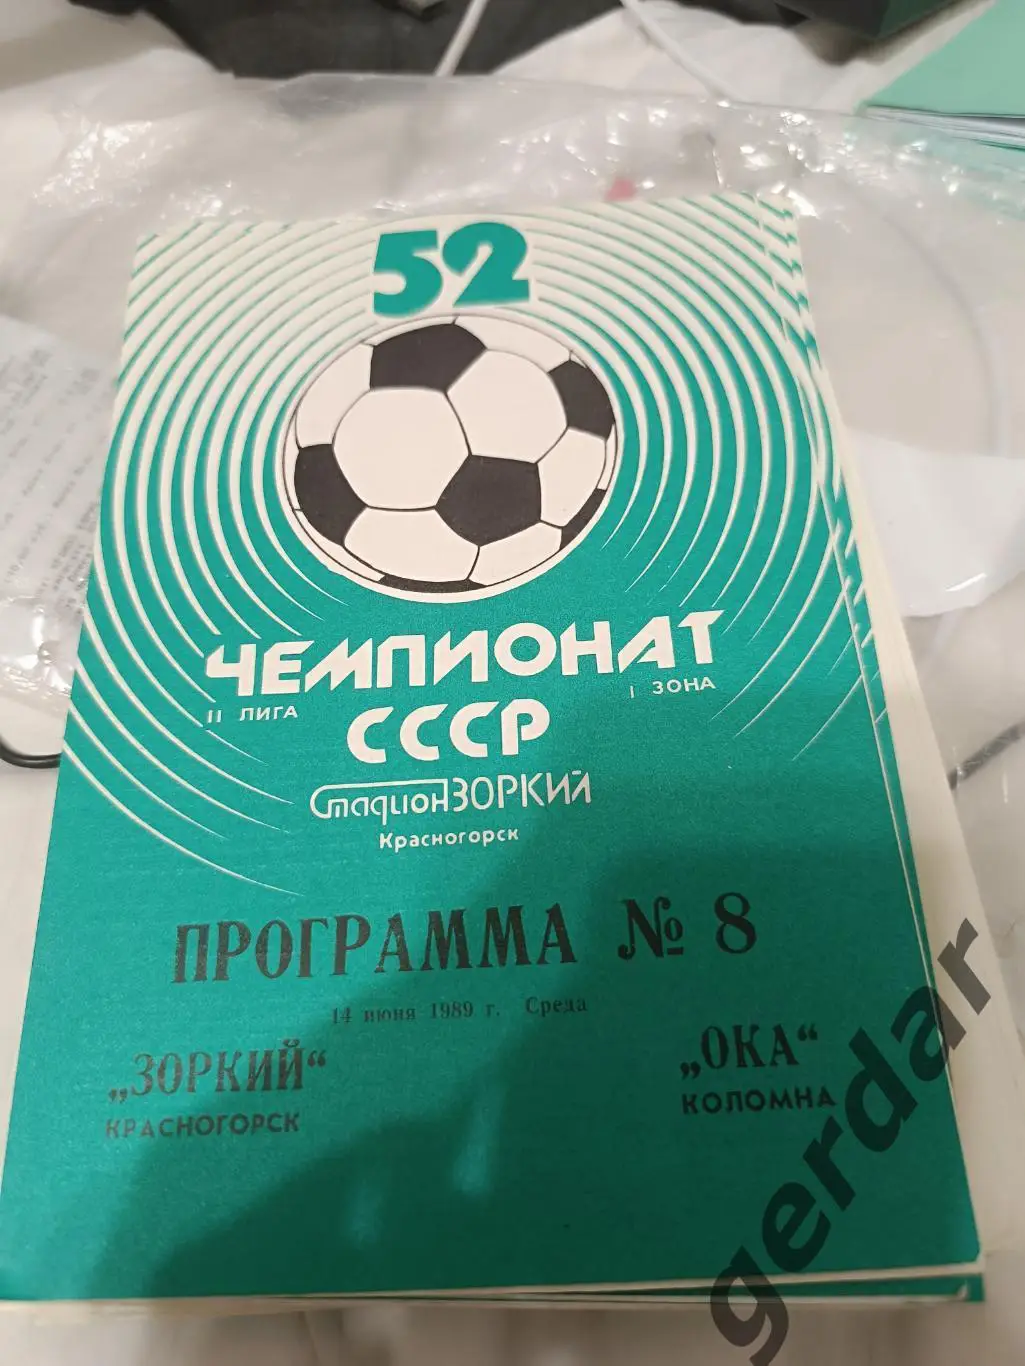 52
ЧЕМПИОНАТ
II ЛИГА
I ЗОНА
СССР
Стадион ЗОРКИЙ
Красногорск
ПРОГРАММА № 8
14 июня 1989 г. Среда
„ЗОРКИЙ“
КРАСНОГОРСК
„ОКА“
КОЛОМНА
gerdar